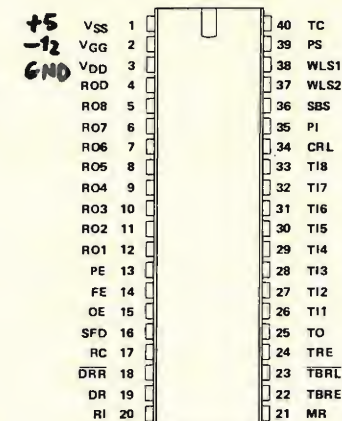 +5 VSS 1 40 TC
-12 VGG 2 39 PS
GND VDD 3 38 WLS1
ROD 4 37 WLS2
RO8 5 36 SBS
RO7 6 35 PI
RO6 7 34 CRL
RO5 8 33 TI8
RO4 9 32 TI7
RO3 10 31 TI6
RO2 11 30 TI5
RO1 12 29 TI4
PE 13 28 TI3
FE 14 27 TI2
OE 15 26 TI1
SFD 16 25 TO
RC 17 24 TRE
D̅R̅R̅ 18 23 T̅B̅R̅L̅
DR 19 22 TBRE
RI 20 21 MR